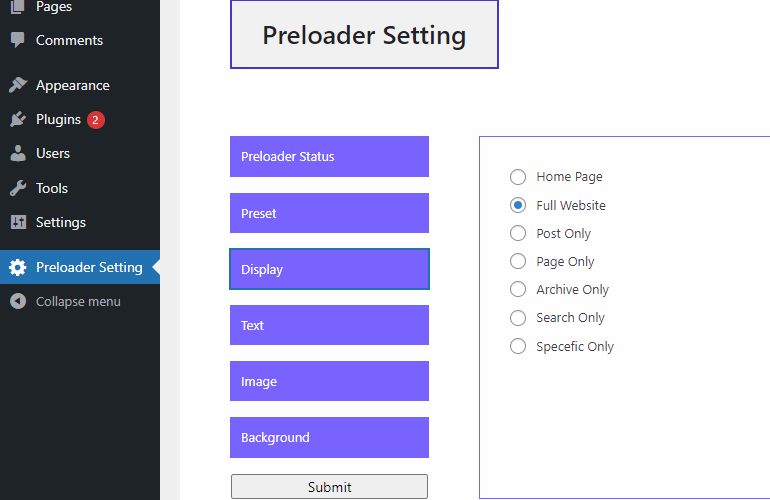 Pages
Comments
Appearance
Plugins 2
Users
Tools
Settings
Preloader Setting
Collapse menu
Preloader Setting
Preloader Status
Preset
Display
Text
Image
Background
Submit
Home Page
Full Website
Post Only
Page Only
Archive Only
Search Only
Specefic Only